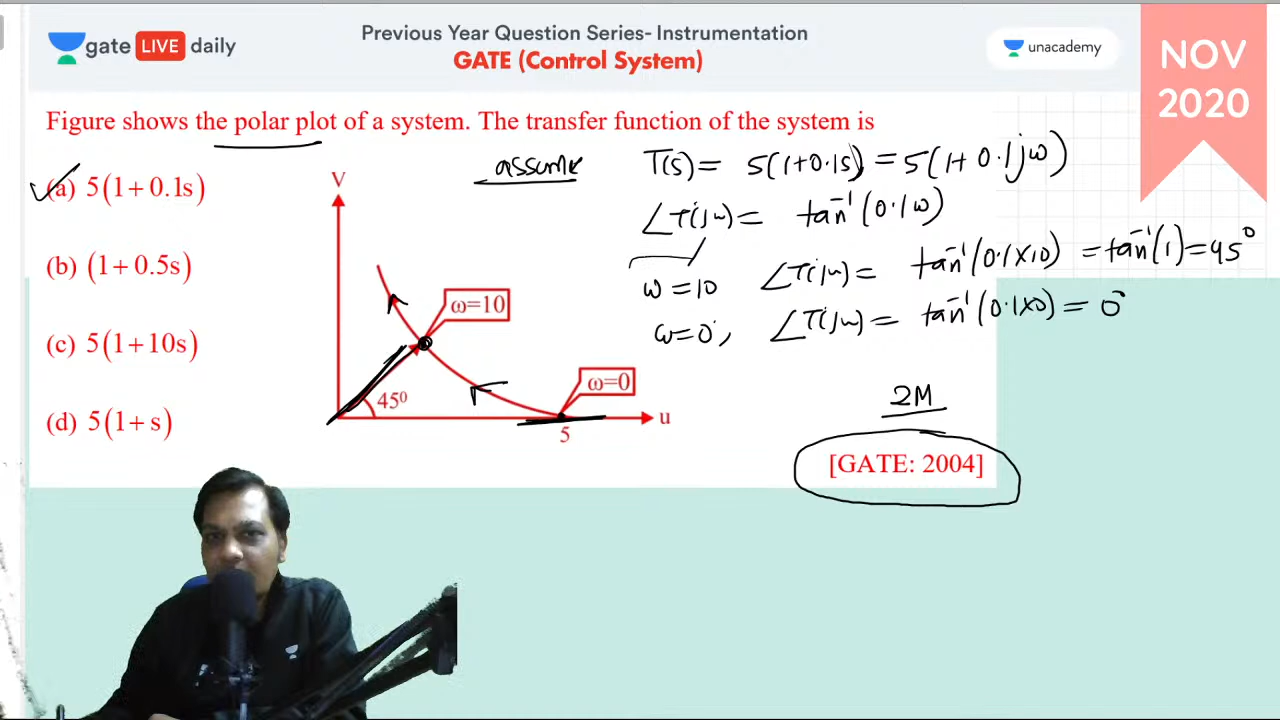 gate LIVE daily
Previous Year Question Series- Instrumentation
GATE (Control System)
unacademy
NOV
2020
Figure shows the polar plot of a system. The transfer function of the system is
(a) 5(1+0.1s)
(b) (1+0.5s)
(c) 5(1+10s)
(d) 5(1+s)
V
ω=10
ω=0
45⁰
u
5
assume
T(s) = 5(1+0.1s) = 5(1+0.1jω)
∠T(jω) = tan⁻¹(0.1ω)
ω=10 ∠T(jω) = tan⁻¹(0.1×10) = tan⁻¹(1) = 45°
ω=0, ∠T(jω) = tan⁻¹(0.1×0) = 0°
2M
[GATE: 2004]